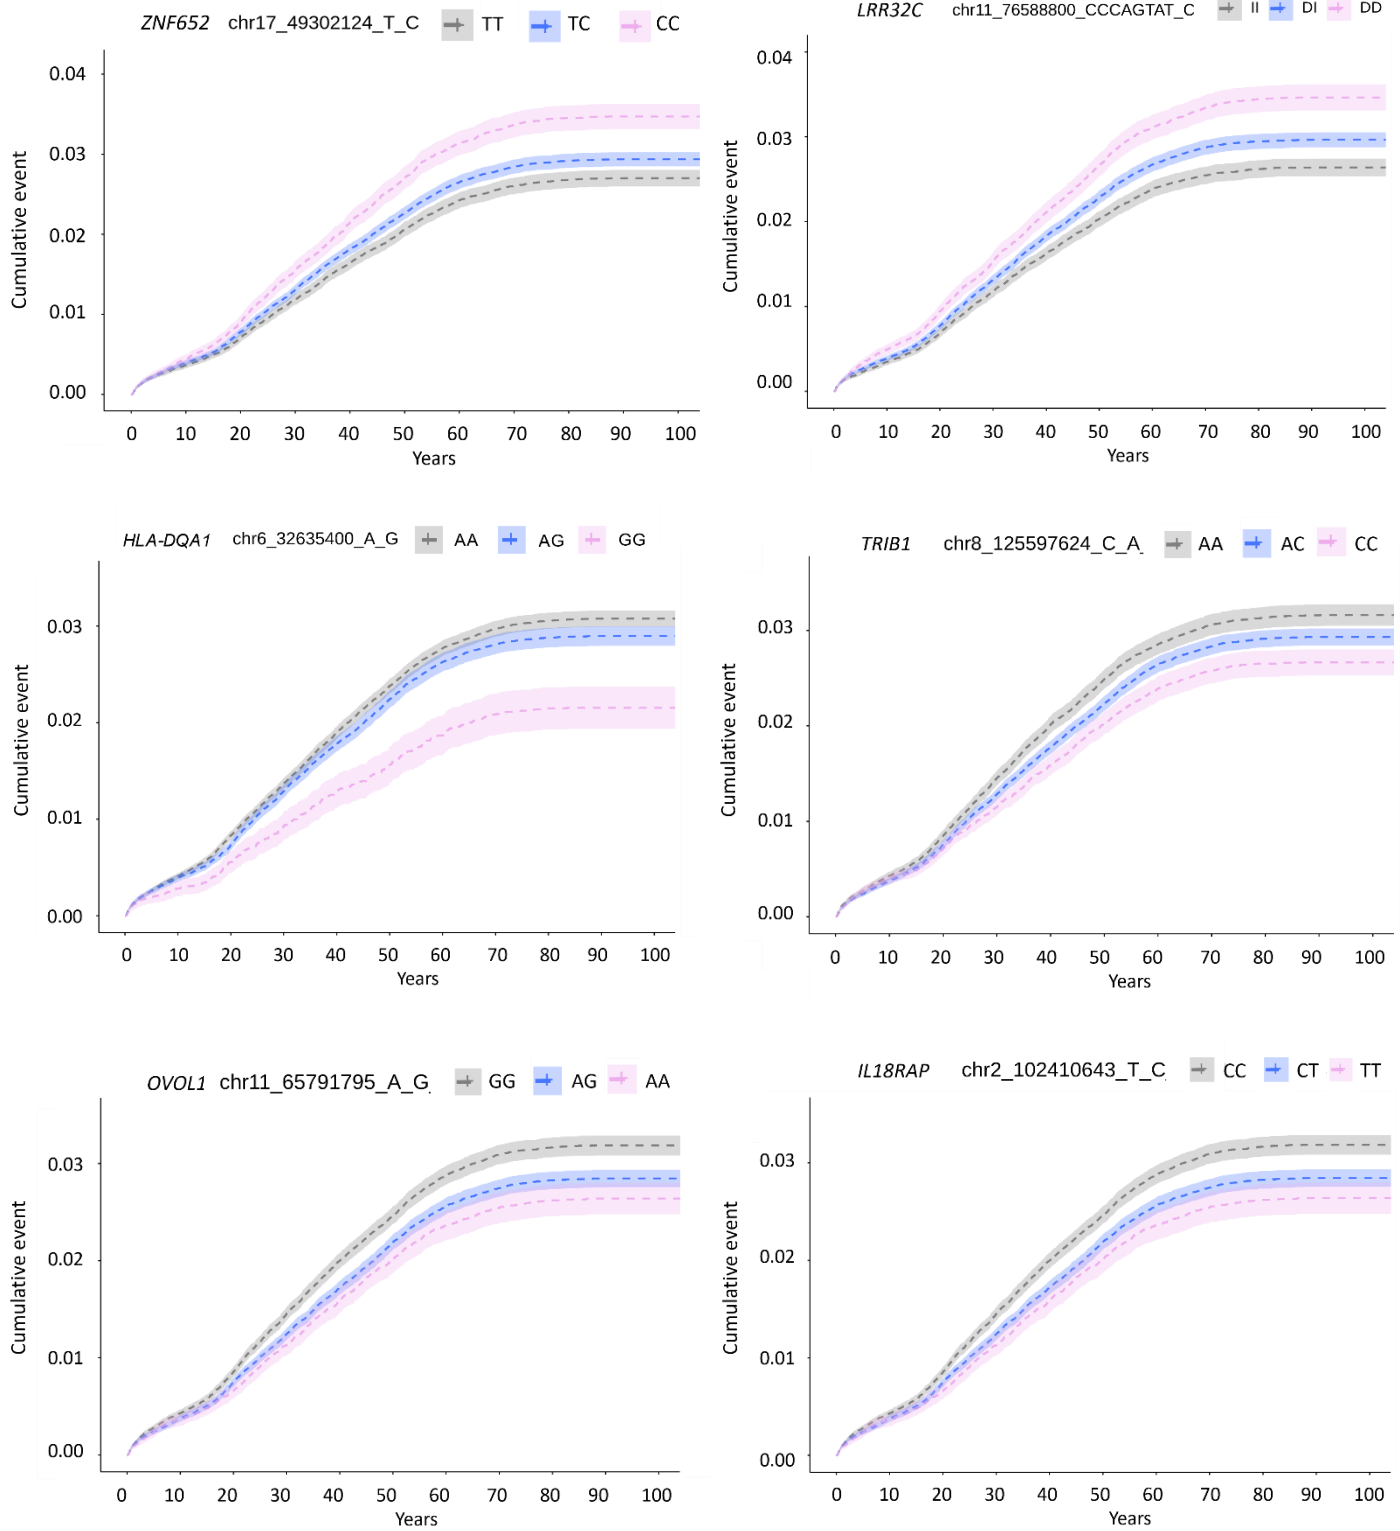 ZNF652 chr17_49302124_T_C TT TC CC
0.04
0.03
0.02
0.01
0.00
Cumulative event
0 10 20 30 40 50 60 70 80 90 100
Years
LRR32C chr11_76588800_CCCAGTAT_C II DI DD
0.04
0.03
0.02
0.01
0.00
Cumulative event
0 10 20 30 40 50 60 70 80 90 100
Years
HLA-DQA1 chr6_32635400_A_G AA AG GG
0.03
0.02
0.01
0.00
Cumulative event
0 10 20 30 40 50 60 70 80 90 100
Years
TRIB1 chr8_125597624_C_A_ AA AC CC
0.03
0.02
0.01
0.00
Cumulative event
0 10 20 30 40 50 60 70 80 90 100
Years
OVOL1 chr11_65791795_A_G_ GG AG AA
0.03
0.02
0.01
0.00
Cumulative event
0 10 20 30 40 50 60 70 80 90 100
Years
IL18RAP chr2_102410643_T_C_ CC CT TT
0.03
0.02
0.01
0.00
Cumulative event
0 10 20 30 40 50 60 70 80 90 100
Years